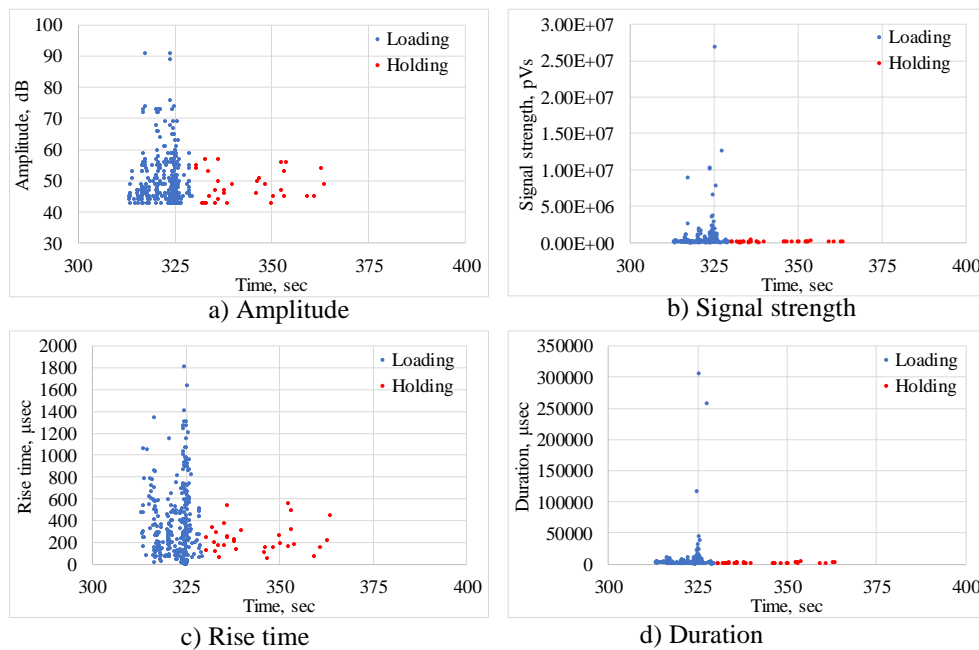 100
90
80
70
60
50
40
30
Amplitude, dB
Loading
Holding
300 325 350 375 400
Time, sec
a) Amplitude
3.00E+07
2.50E+07
2.00E+07
1.50E+07
1.00E+07
5.00E+06
0.00E+00
Signal strength, pVs
Loading
Holding
300 325 350 375 400
Time, sec
b) Signal strength
2000
1800
1600
1400
1200
1000
800
600
400
200
0
Rise time, μsec
Loading
Holding
300 325 350 375 400
Time, sec
c) Rise time
350000
300000
250000
200000
150000
100000
50000
0
Duration, μsec
Loading
Holding
300 325 350 375 400
Time, sec
d) Duration